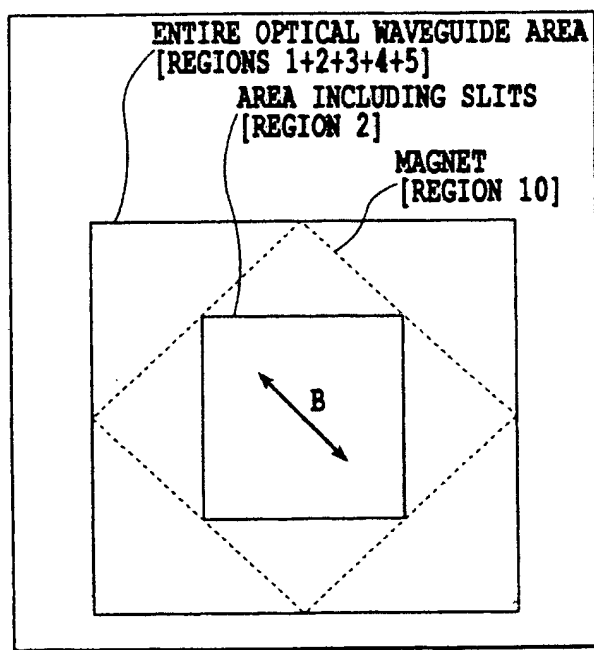 ENTIRE OPTICAL WAVEGUIDE AREA
[REGIONS 1+2+3+4+5]
AREA INCLUDING SLITS
[REGION 2]
MAGNET
[REGION 10]
B